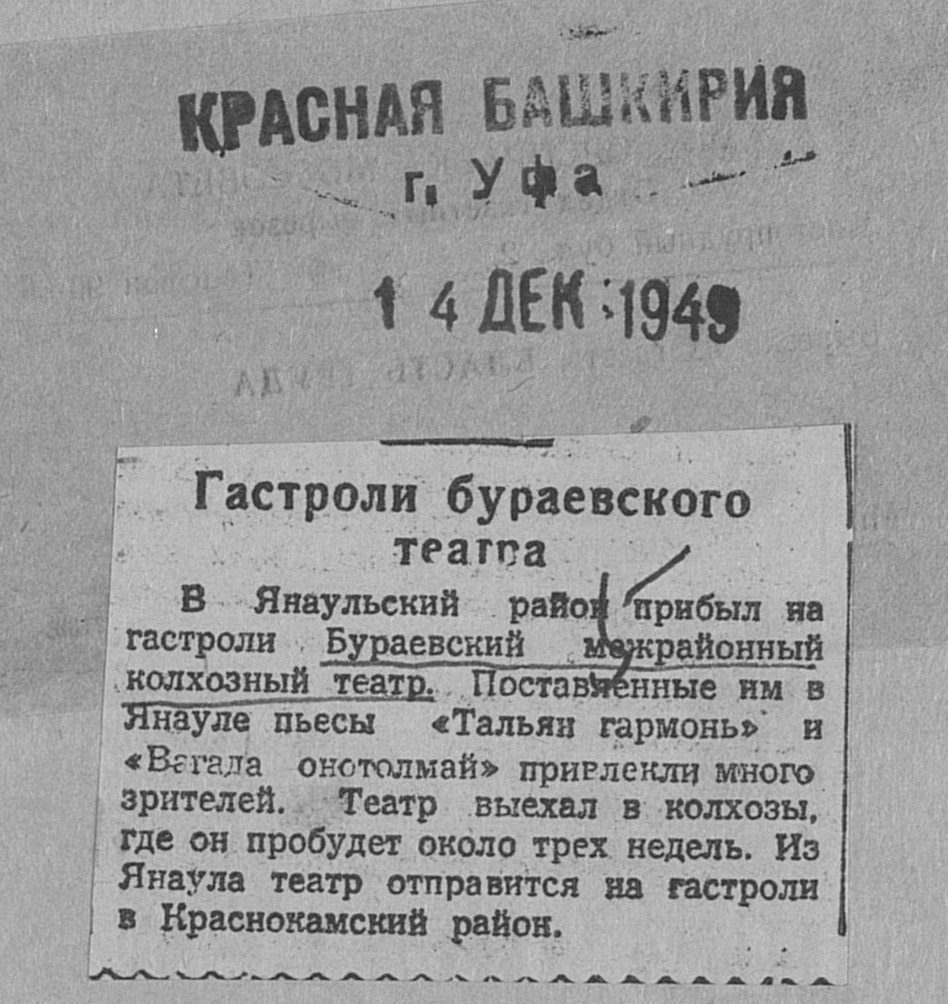 КРАСНАЯ БАШКИРИЯ
г. Уфа
14 ДЕК 1949
Гастроли бураевского
театра
В Янаульский район прибыл на
гастроли Бураевский межрайонный
колхозный театр. Поставленные им в
Янауле пьесы «Тальян гармонь» и
«Вагада онотолмай» привлекли много
зрителей. Театр выехал в колхозы,
где он пробудет около трех недель. Из
Янаула театр отправится на гастроли
в Краснокамский район.